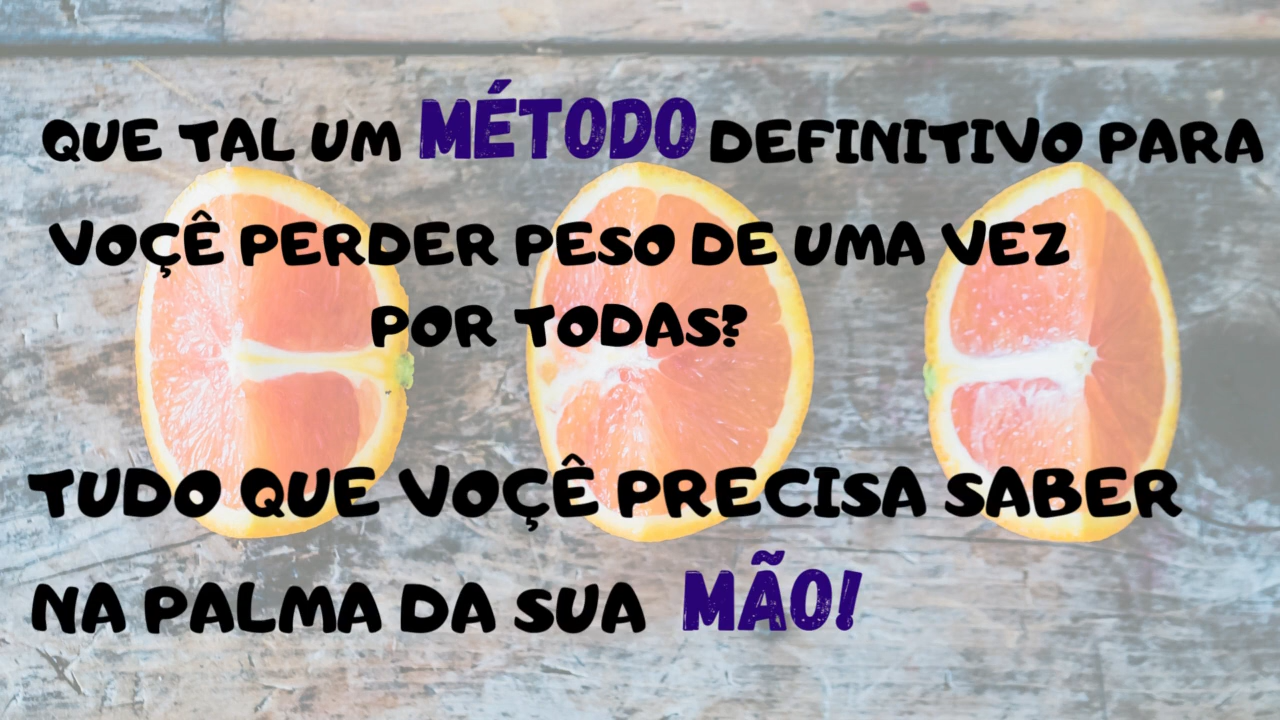 QUE TAL UM MÉTODO DEFINITIVO PARA
VOÇÊ PERDER PESO DE UMA VEZ
POR TODAS?
TUDO QUE VOÇÊ PRECISA SABER
NA PALMA DA SUA MÃO!